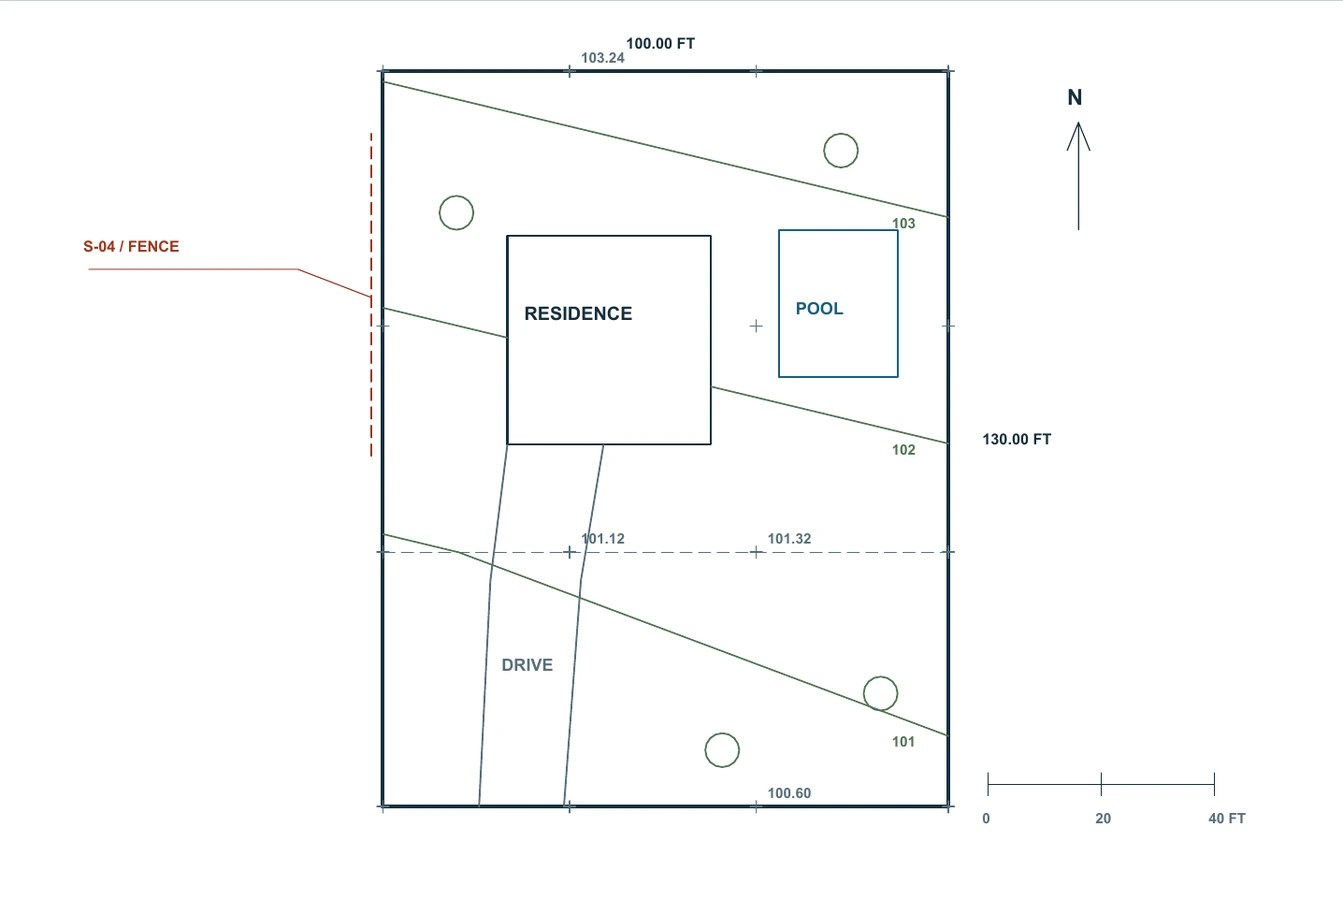 100.00 FT
103.24
N
103
S-04 / FENCE
RESIDENCE
POOL
130.00 FT
102
101.12
101.32
DRIVE
101
100.60
0
20
40 FT